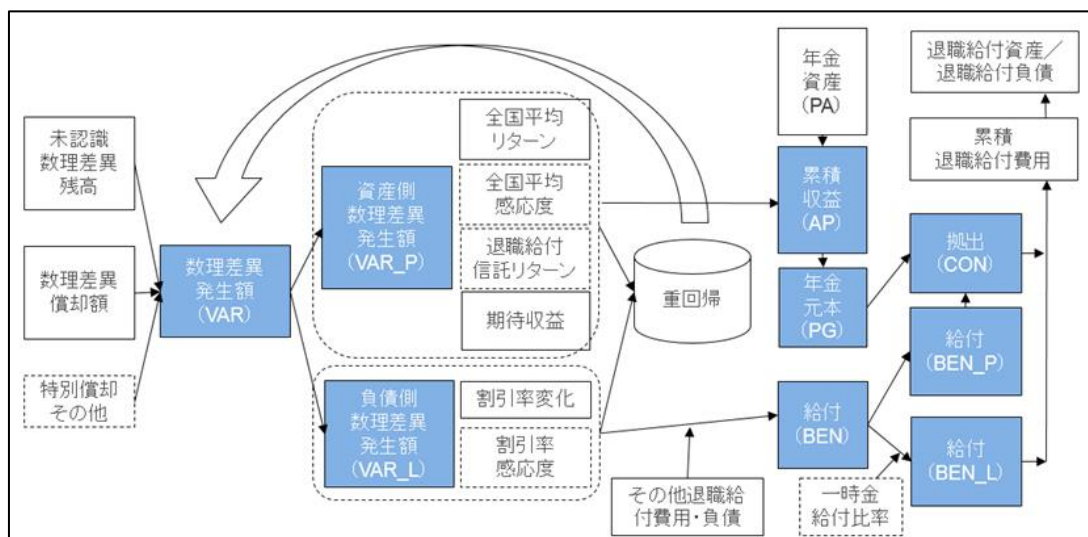 未認識
数理差異
残高
数理差異
償却額
特別償却
その他
数理差異
発生額
(VAR)
資産側
数理差異
発生額
(VAR_P)
全国平均
リターン
全国平均
感応度
退職給付
信託リターン
期待収益
負債側
数理差異
発生額
(VAR_L)
割引率変化
割引率
感応度
重回帰
その他退職給
付費用・負債
年金
資産
(PA)
累積
収益
(AP)
年金
元本
(PG)
給付
(BEN)
一時金
給付比率
退職給付資産／
退職給付負債
累積
退職給付費用
拠出
(CON)
給付
(BEN_P)
給付
(BEN_L)